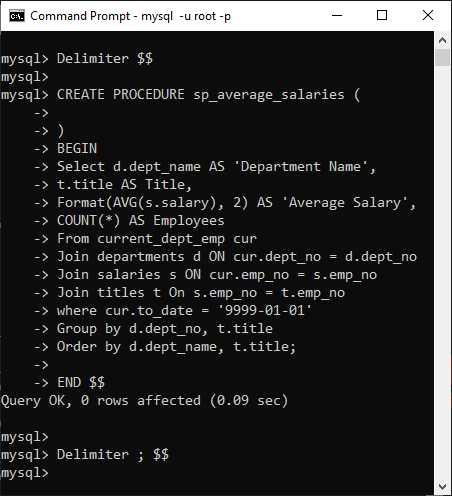 Command Prompt - mysql  -u root -p
mysql> Delimiter $$
mysql>
mysql> CREATE PROCEDURE sp_average_salaries (
    ->
    -> )
    -> BEGIN
    -> Select d.dept_name AS 'Department Name',
    -> t.title AS Title,
    -> Format(AVG(s.salary), 2) AS 'Average Salary',
    -> COUNT(*) AS Employees
    -> From current_dept_emp cur
    -> Join departments d ON cur.dept_no = d.dept_no
    -> Join salaries s ON cur.emp_no = s.emp_no
    -> Join titles t On s.emp_no = t.emp_no
    -> where cur.to_date = '9999-01-01'
    -> Group by d.dept_no, t.title
    -> Order by d.dept_name, t.title;
    ->
    -> END $$
Query OK, 0 rows affected (0.09 sec)
mysql>
mysql> Delimiter ; $$
mysql>